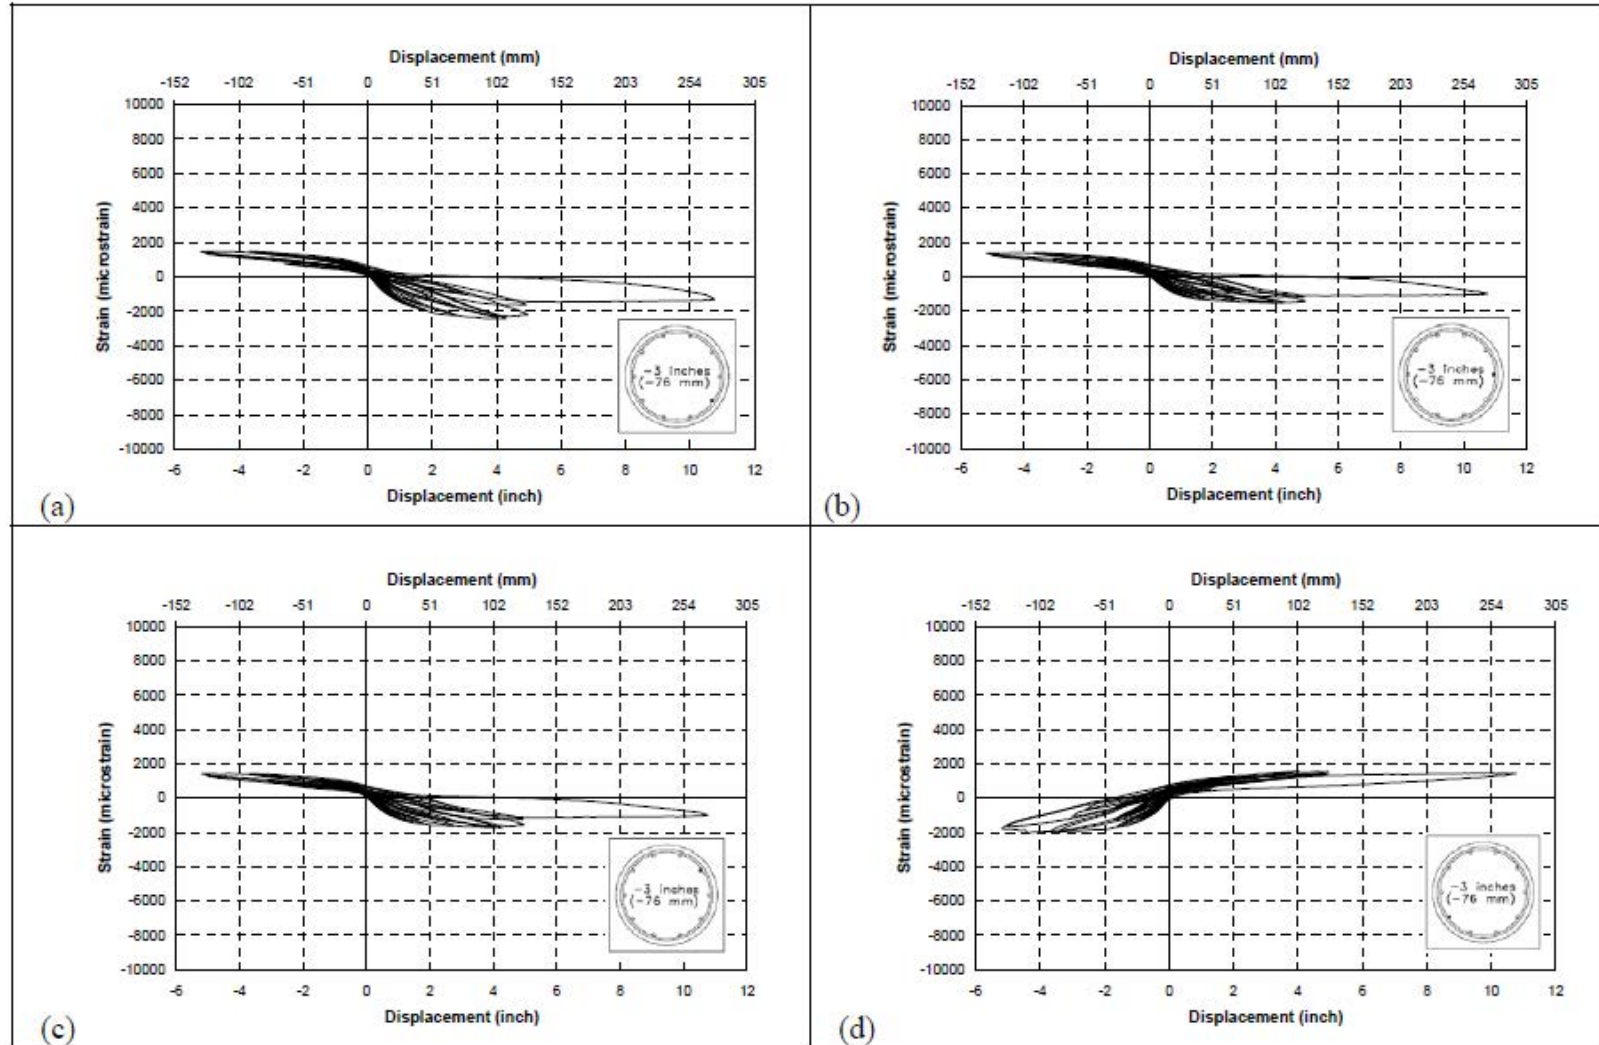 Displacement (mm)
-152 -102 -51 0 51 102 152 203 254 305
10000
8000
6000
4000
2000
0
-2000
-4000
-6000
-8000
-10000
Strain (microstrain)
-3 inches
(-76 mm)
-6 -4 -2 0 2 4 6 8 10 12
Displacement (inch)
(a)
Displacement (mm)
-152 -102 -51 0 51 102 152 203 254 305
10000
8000
6000
4000
2000
0
-2000
-4000
-6000
-8000
-10000
Strain (microstrain)
-3 inches
(-76 mm)
-6 -4 -2 0 2 4 6 8 10 12
Displacement (inch)
(b)
Displacement (mm)
-152 -102 -51 0 51 102 152 203 254 305
10000
8000
6000
4000
2000
0
-2000
-4000
-6000
-8000
-10000
Strain (microstrain)
-3 inches
(-76 mm)
-6 -4 -2 0 2 4 6 8 10 12
Displacement (inch)
(c)
Displacement (mm)
-152 -102 -51 0 51 102 152 203 254 305
10000
8000
6000
4000
2000
0
-2000
-4000
-6000
-8000
-10000
Strain (microstrain)
-3 inches
(-76 mm)
-6 -4 -2 0 2 4 6 8 10 12
Displacement (inch)
(d)